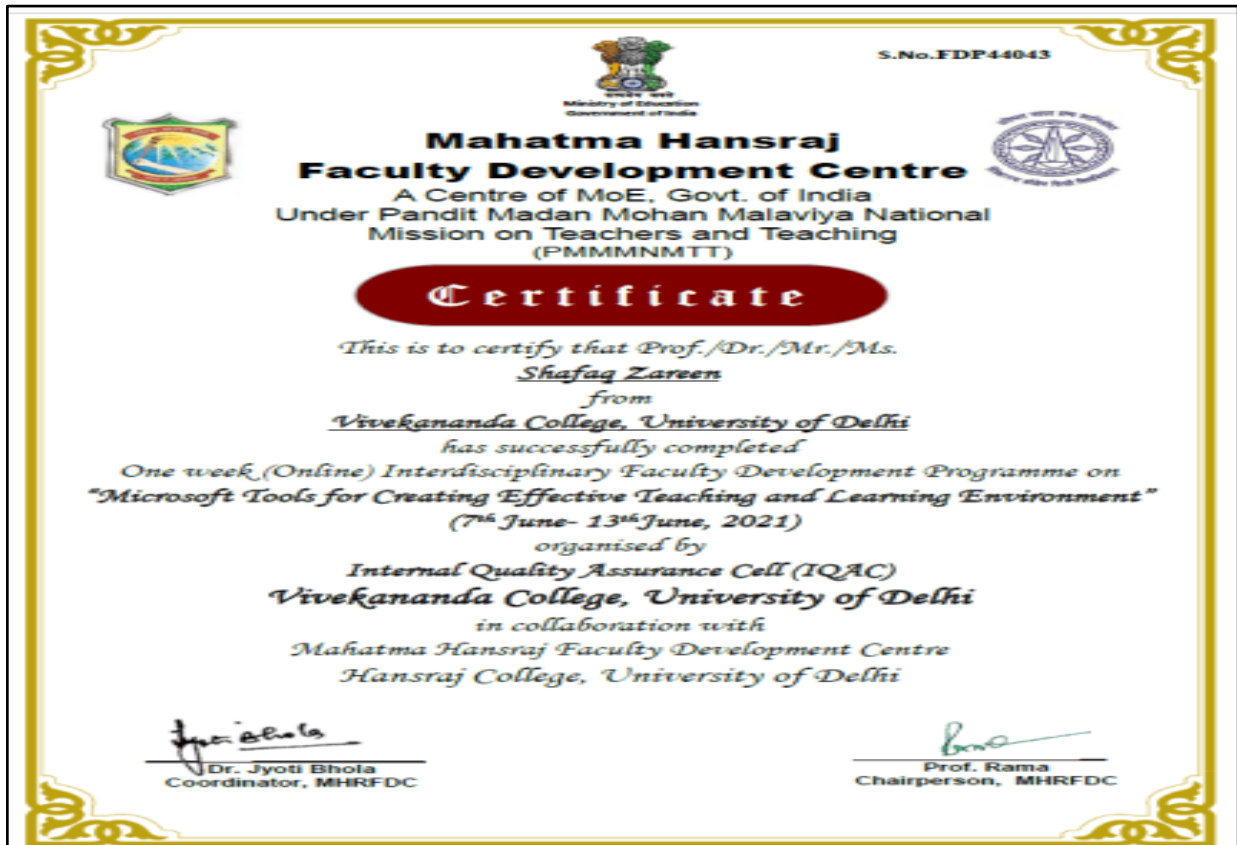 S.No.FDP44043
सत्यमेव जयते
Ministry of Education
Government of India
Mahatma Hansraj
Faculty Development Centre
A Centre of MoE, Govt. of India
Under Pandit Madan Mohan Malaviya National
Mission on Teachers and Teaching
(PMMMNMTT)
Certificate
This is to certify that Prof./Dr./Mr./Ms.
Shafaq Zareen
from
Vivekananda College, University of Delhi
has successfully completed
One week (Online) Interdisciplinary Faculty Development Programme on
"Microsoft Tools for Creating Effective Teaching and Learning Environment"
(7th June- 13th June, 2021)
organised by
Internal Quality Assurance Cell (IQAC)
Vivekananda College, University of Delhi
in collaboration with
Mahatma Hansraj Faculty Development Centre
Hansraj College, University of Delhi
Jyoti Bhola
Dr. Jyoti Bhola
Coordinator, MHRFDC
Prof. Rama
Chairperson, MHRFDC